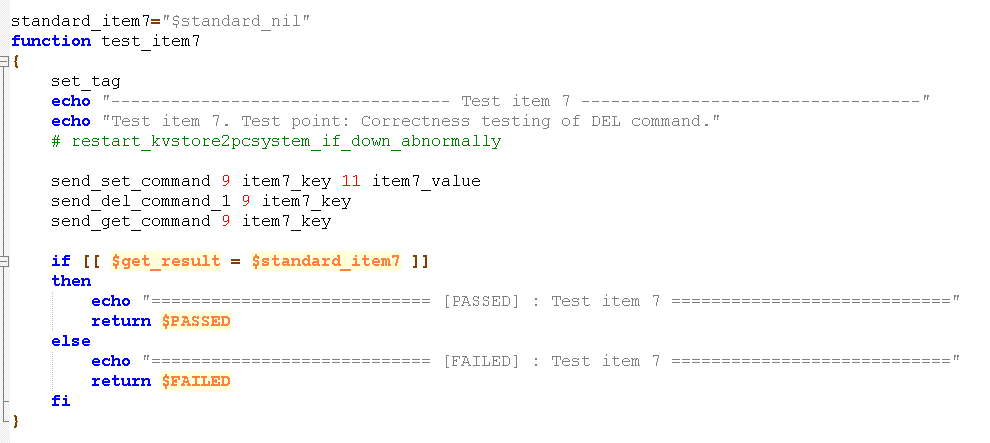 standard_item7="$standard_nil"
function test_item7
{
    set_tag
    echo "---------------------------------- Test item 7 ----------------------------------"
    echo "Test item 7. Test point: Correctness testing of DEL command."
    # restart_kvstore2pcsystem_if_down_abnormally

    send_set_command 9 item7_key 11 item7_value
    send_del_command_1 9 item7_key
    send_get_command 9 item7_key

    if [[ $get_result = $standard_item7 ]]
    then
        echo "============================ [PASSED] : Test item 7 ============================"
        return $PASSED
    else
        echo "============================ [FAILED] : Test item 7 ============================"
        return $FAILED
    fi
}